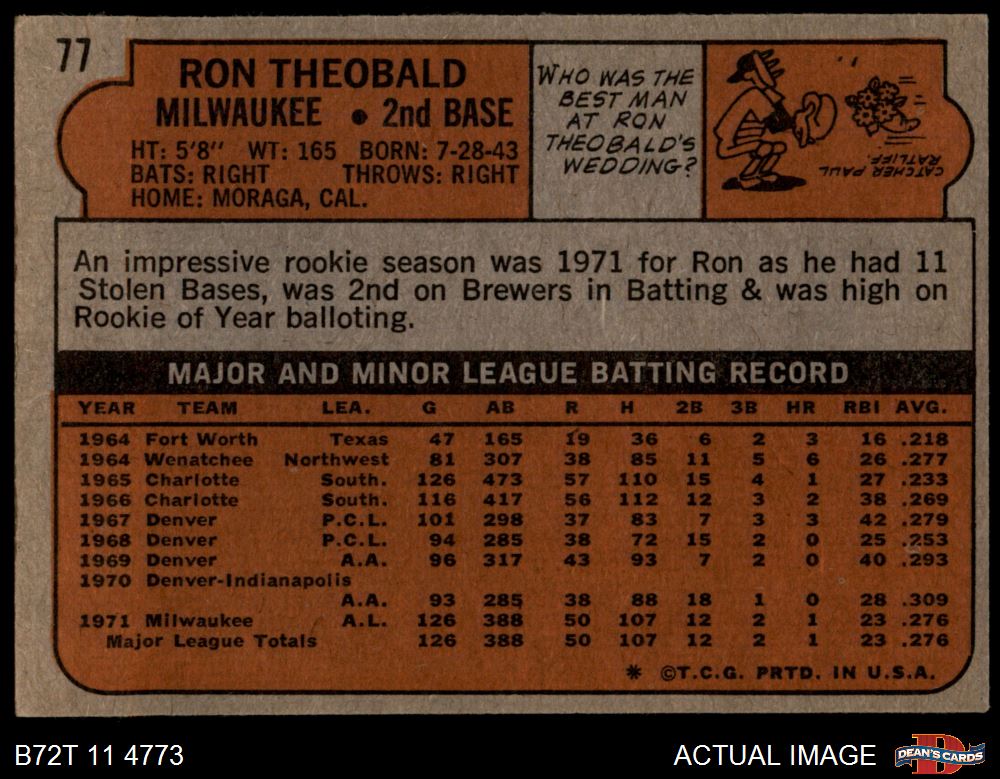 77
RON THEOBALD
MILWAUKEE • 2nd BASE
HT: 5'8" WT: 165 BORN: 7-28-43
BATS: RIGHT THROWS: RIGHT
HOME: MORAGA, CAL.
WHO WAS THE
BEST MAN
AT RON
THEOBALD'S
WEDDING?
CATCHER PAUL
RATLIFF
An impressive rookie season was 1971 for Ron as he had 11
Stolen Bases, was 2nd on Brewers in Batting & was high on
Rookie of Year balloting.
MAJOR AND MINOR LEAGUE BATTING RECORD
YEAR TEAM LEA. G AB R H 2B 3B HR RBI AVG.
1964 Fort Worth Texas 47 165 19 36 6 2 3 16 .218
1964 Wenatchee Northwest 81 307 38 85 11 5 6 26 .277
1965 Charlotte South. 126 473 57 110 15 4 1 27 .233
1966 Charlotte South. 116 417 56 112 12 3 2 38 .269
1967 Denver P.C.L. 101 298 37 83 7 3 3 42 .279
1968 Denver P.C.L. 94 285 38 72 15 2 0 25 .253
1969 Denver A.A. 96 317 43 93 7 2 0 40 .293
1970 Denver-Indianapolis
A.A. 93 285 38 88 18 1 0 28 .309
1971 Milwaukee A.L. 126 388 50 107 12 2 1 23 .276
Major League Totals 126 388 50 107 12 2 1 23 .276
* ©T.C.G. PRTD. IN U.S.A.
B72T 11 4773
ACTUAL IMAGE
DEAN'S CARDS